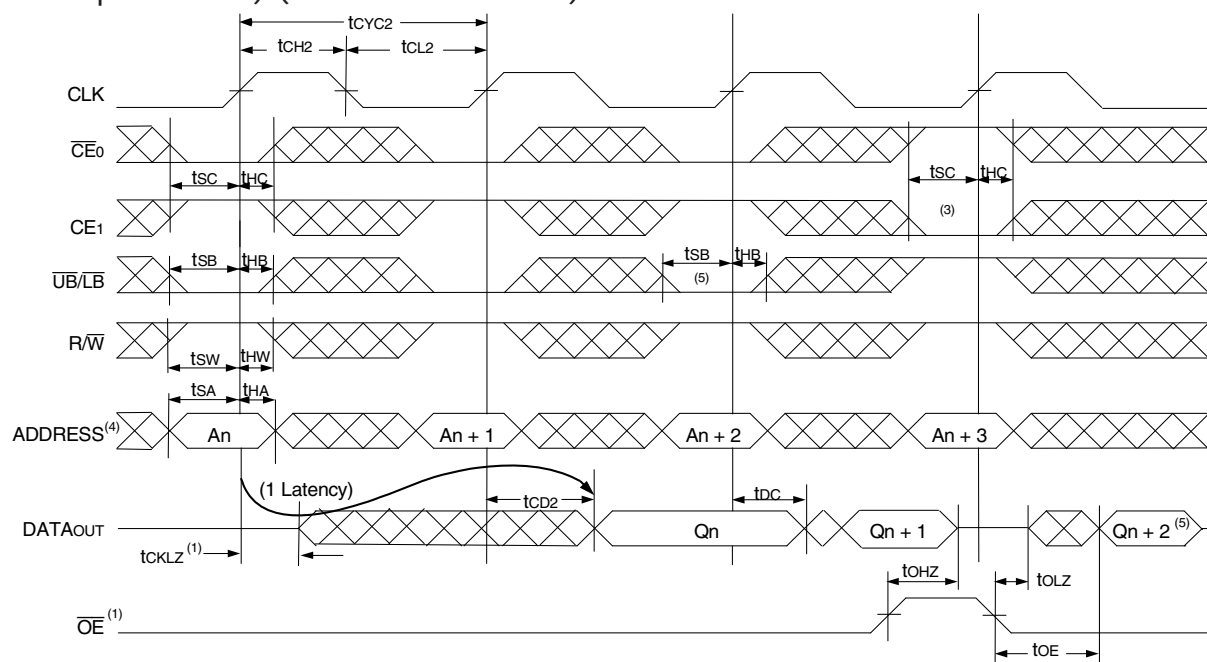 tCYC2
tCH2 tCL2
CLK
CE0
tSC tHC tSC tHC
(3)
CE1
tSB tHB tSB tHB
UB/LB (5)
R/W
tSW tHW
tSA tHA
ADDRESS(4) An An + 1 An + 2 An + 3
(1 Latency) tCD2 tDC
DATAOUT Qn Qn + 1 Qn + 2 (5)
tCKLZ (1)
tOHZ tOLZ
OE (1)
tOE